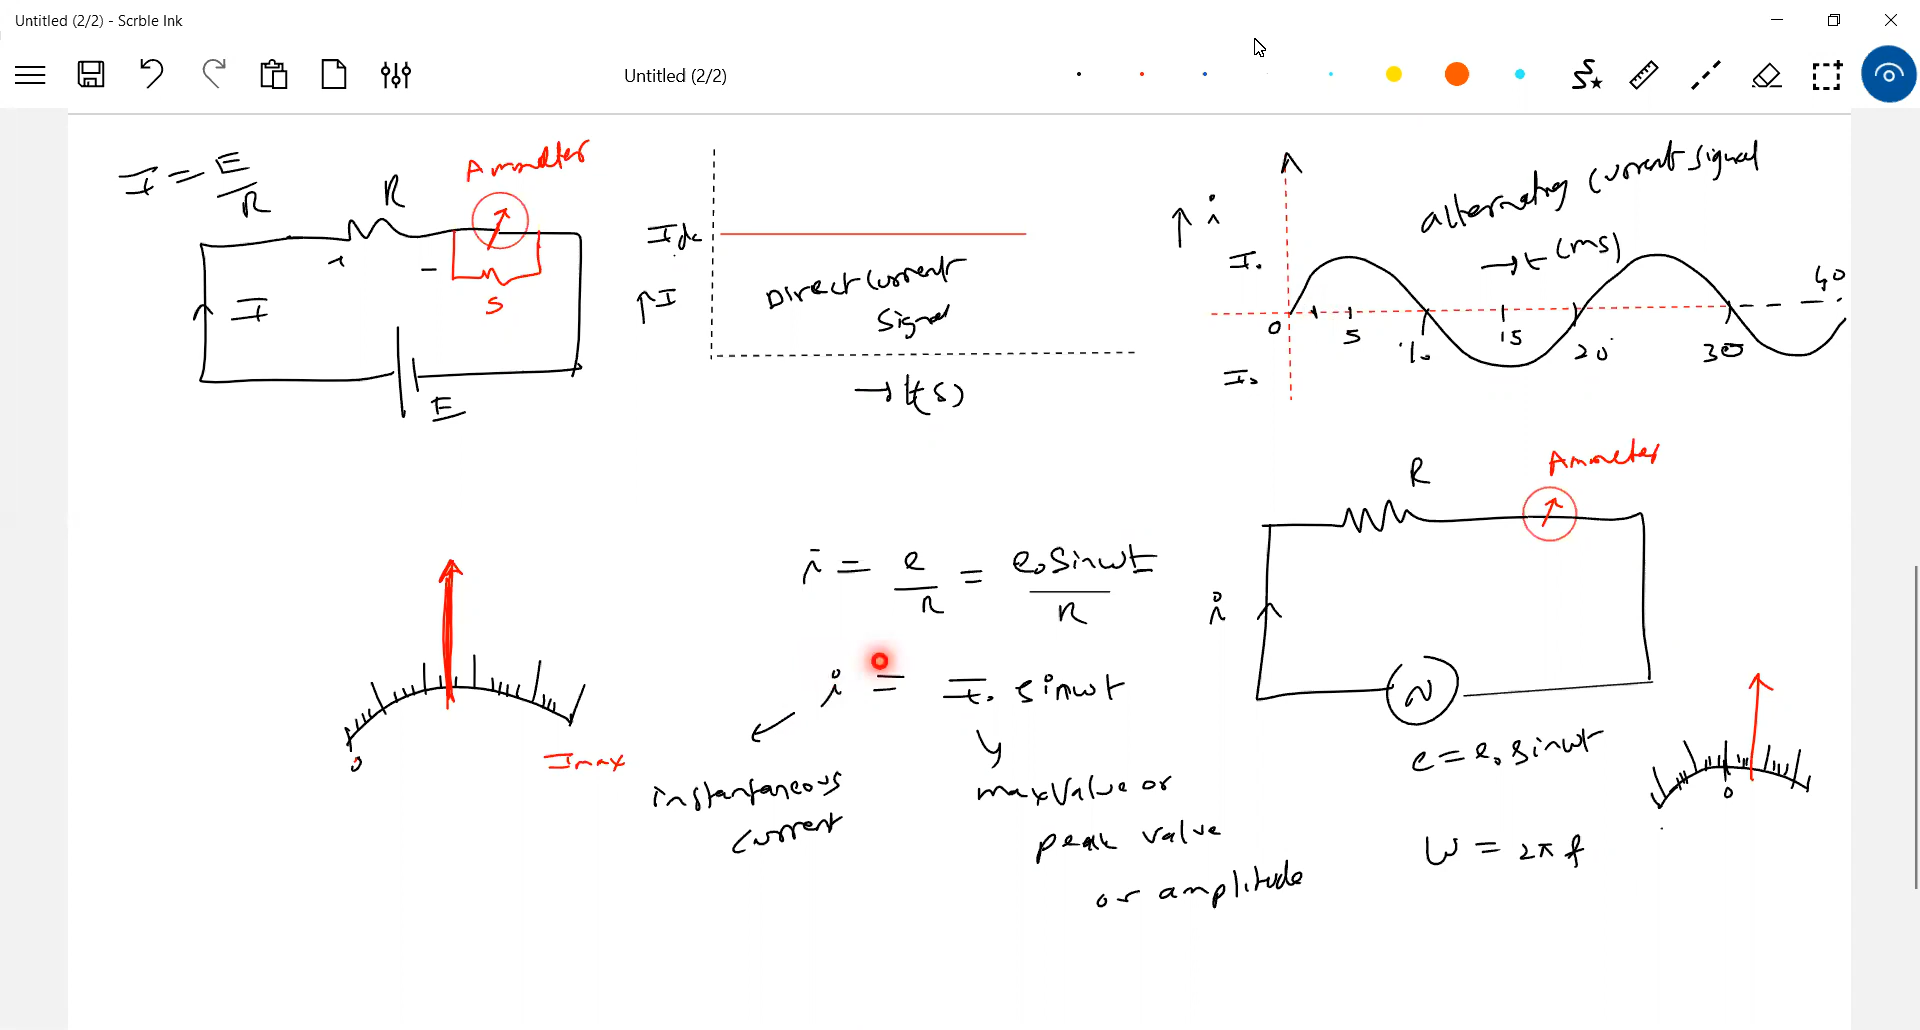 Untitled (2/2) - Scrble Ink
Untitled (2/2)
I = E/R
R
Ammeter
+
-
S
I
E
Idc
↑I
Direct Current
Signal
→ t(s)
↑ i
I₀
alternating current signal
→ t (ms)
0
5
10
15
20
30
40
I₀
R
Ammeter
i
e = e₀ sinωt
ω = 2πf
0
i = e/R = e₀ sinωt/R
i = I₀ sinωt
instantaneous
current
max value or
peak value
or amplitude
0
Imax